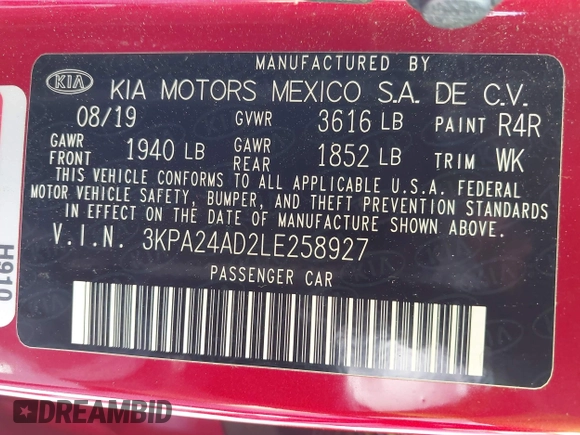 MANUFACTURED BY
KIA KIA MOTORS MEXICO S.A. DE C.V.
08/19 GVWR 3616 LB PAINT R4R
GAWR FRONT 1940 LB GAWR REAR 1852 LB TRIM WK
THIS VEHICLE CONFORMS TO ALL APPLICABLE U.S.A. FEDERAL
MOTOR VEHICLE SAFETY, BUMPER, AND THEFT PREVENTION STANDARDS
IN EFFECT ON THE DATE OF MANUFACTURE SHOWN ABOVE.
V.I.N. 3KPA24AD2LE258927
PASSENGER CAR
H910
DREAMBID